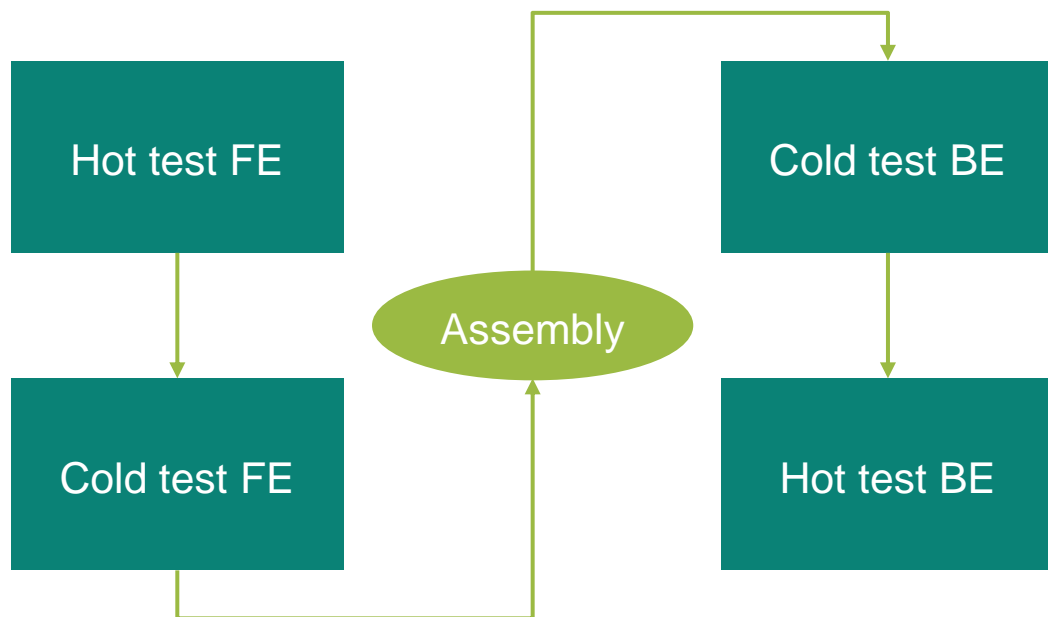 Hot test FE
Cold test FE
Assembly
Cold test BE
Hot test BE